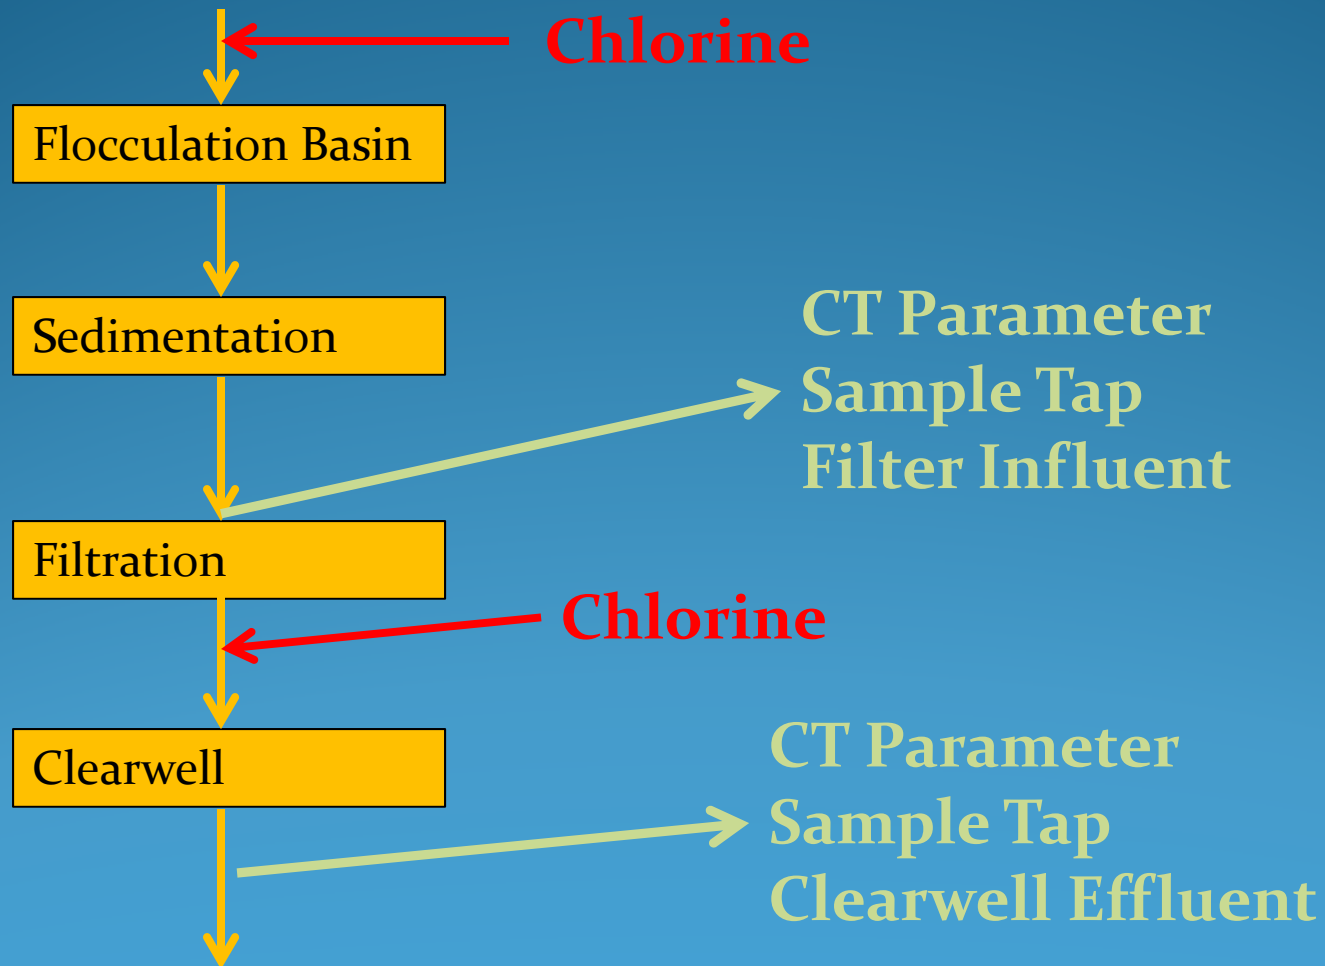 Chlorine
Flocculation Basin
Sedimentation
CT Parameter
Sample Tap
Filter Influent
Filtration
Chlorine
Clearwell
CT Parameter
Sample Tap
Clearwell Effluent